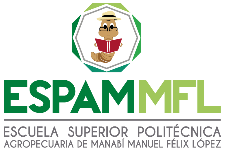 ESPAMMFL
ESCUELA SUPERIOR POLITÉCNICA
AGROPECUARIA DE MANABÍ MANUEL FÉLIX LÓPEZ